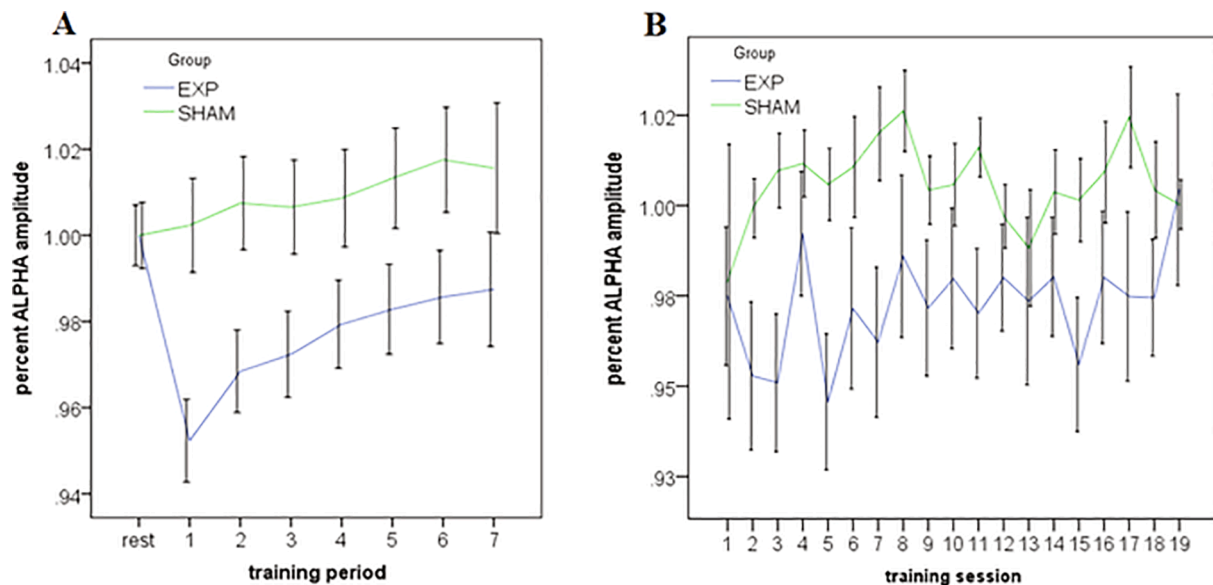 A
Group
EXP
SHAM
percent ALPHA amplitude
1.04
1.02
1.00
.98
.96
.94
rest 1 2 3 4 5 6 7
training period
B
Group
EXP
SHAM
percent ALPHA amplitude
1.02
1.00
.98
.95
.93
1 2 3 4 5 6 7 8 9 10 11 12 13 14 15 16 17 18 19
training session